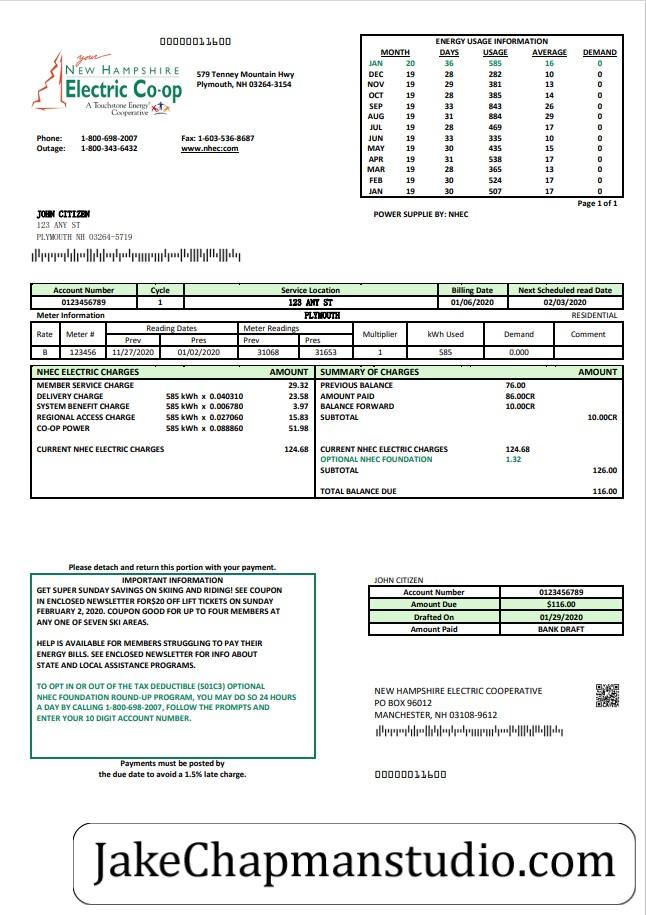 00000011600
your
NEW HAMPSHIRE
Electric Co·op
A Touchstone Energy®
Cooperative
579 Tenney Mountain Hwy
Plymouth, NH 03264-3154
Phone: 1-800-698-2007 Fax: 1-603-536-8687
Outage: 1-800-343-6432 www.nhec.com
ENERGY USAGE INFORMATION
MONTH DAYS USAGE AVERAGE DEMAND
JAN 20 36 585 16 0
DEC 19 28 282 10 0
NOV 19 29 381 13 0
OCT 19 28 385 14 0
SEP 19 33 843 26 0
AUG 19 31 884 29 0
JUL 19 28 469 17 0
JUN 19 33 335 10 0
MAY 19 30 435 15 0
APR 19 31 538 17 0
MAR 19 28 365 13 0
FEB 19 30 524 17 0
JAN 19 30 507 17 0
Page 1 of 1
POWER SUPPLIE BY: NHEC
JOHN CITIZEN
123 ANY ST
PLYMOUTH NH 03264-5719
Account Number Cycle Service Location Billing Date Next Scheduled read Date
0123456789 1 123 ANY ST 01/06/2020 02/03/2020
Meter Information PLYMOUTH RESIDENTIAL
Rate Meter # Reading Dates Meter Readings Multiplier kWh Used Demand Comment
Prev Pres Prev Pres
B 123456 11/27/2020 01/02/2020 31068 31653 1 585 0.000
NHEC ELECTRIC CHARGES AMOUNT
MEMBER SERVICE CHARGE 29.32
DELIVERY CHARGE 585 kWh x 0.040310 23.58
SYSTEM BENEFIT CHARGE 585 kWh x 0.006780 3.97
REGIONAL ACCESS CHARGE 585 kWh x 0.027060 15.83
CO-OP POWER 585 kWh x 0.088860 51.98
CURRENT NHEC ELECTRIC CHARGES 124.68
SUMMARY OF CHARGES AMOUNT
PREVIOUS BALANCE 76.00
AMOUNT PAID 86.00CR
BALANCE FORWARD 10.00CR
SUBTOTAL 10.00CR
CURRENT NHEC ELECTRIC CHARGES 124.68
OPTIONAL NHEC FOUNDATION 1.32
SUBTOTAL 126.00
TOTAL BALANCE DUE 116.00
Please detach and return this portion with your payment.
IMPORTANT INFORMATION
GET SUPER SUNDAY SAVINGS ON SKIING AND RIDING! SEE COUPON
IN ENCLOSED NEWSLETTER FOR$20 OFF LIFT TICKETS ON SUNDAY
FEBRUARY 2, 2020. COUPON GOOD FOR UP TO FOUR MEMBERS AT
ANY ONE OF SEVEN SKI AREAS.
HELP IS AVAILABLE FOR MEMBERS STRUGGLING TO PAY THEIR
ENERGY BILLS. SEE ENCLOSED NEWSLETTER FOR INFO ABOUT
STATE AND LOCAL ASSISTANCE PROGRAMS.
TO OPT IN OR OUT OF THE TAX DEDUCTIBLE (501C3) OPTIONAL
NHEC FOUNDATION ROUND-UP PROGRAM, YOU MAY DO SO 24 HOURS
A DAY BY CALLING 1-800-698-2007, FOLLOW THE PROMPTS AND
ENTER YOUR 10 DIGIT ACCOUNT NUMBER.
Payments must be posted by
the due date to avoid a 1.5% late charge.
JOHN CITIZEN
Account Number 0123456789
Amount Due $116.00
Drafted On 01/29/2020
Amount Paid BANK DRAFT
NEW HAMPSHIRE ELECTRIC COOPERATIVE
PO BOX 96012
MANCHESTER, NH 03108-9612
00000011600
JakeChapmanstudio.com